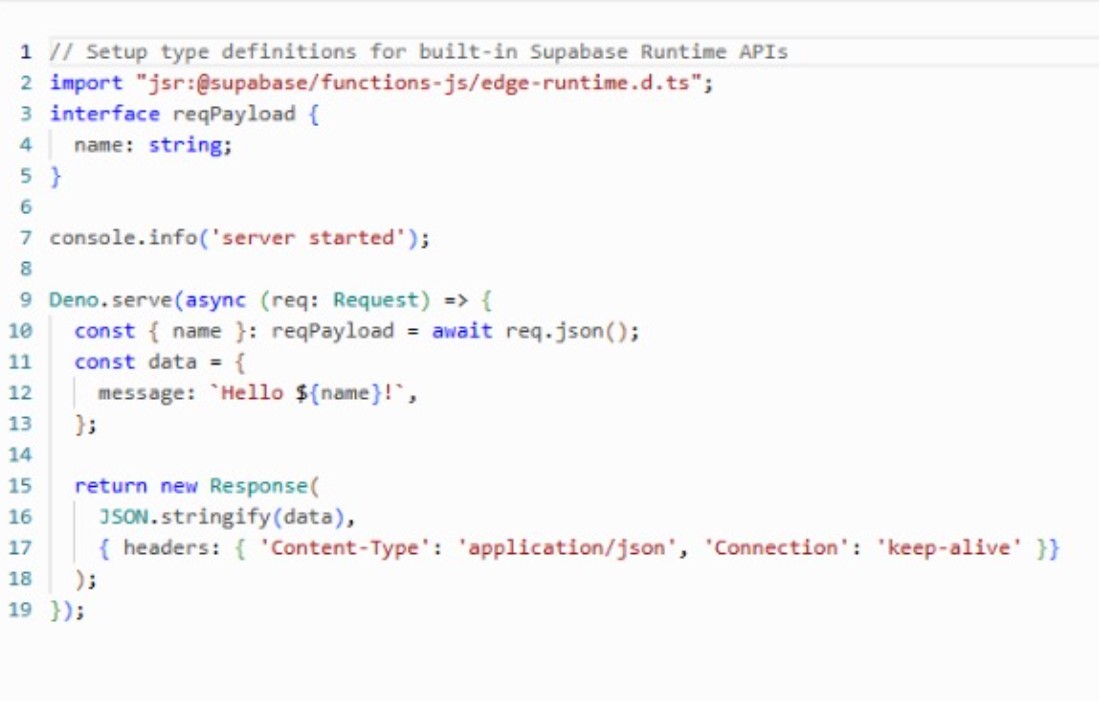 1 // Setup type definitions for built-in Supabase Runtime APIs
2 import "jsr:@supabase/functions-js/edge-runtime.d.ts";
3 interface reqPayload {
4   name: string;
5 }
6
7 console.info('server started');
8
9 Deno.serve(async (req: Request) => {
10   const { name }: reqPayload = await req.json();
11   const data = {
12     message: `Hello ${name}!`,
13   };
14
15   return new Response(
16     JSON.stringify(data),
17     { headers: { 'Content-Type': 'application/json', 'Connection': 'keep-alive' }}
18   );
19 });